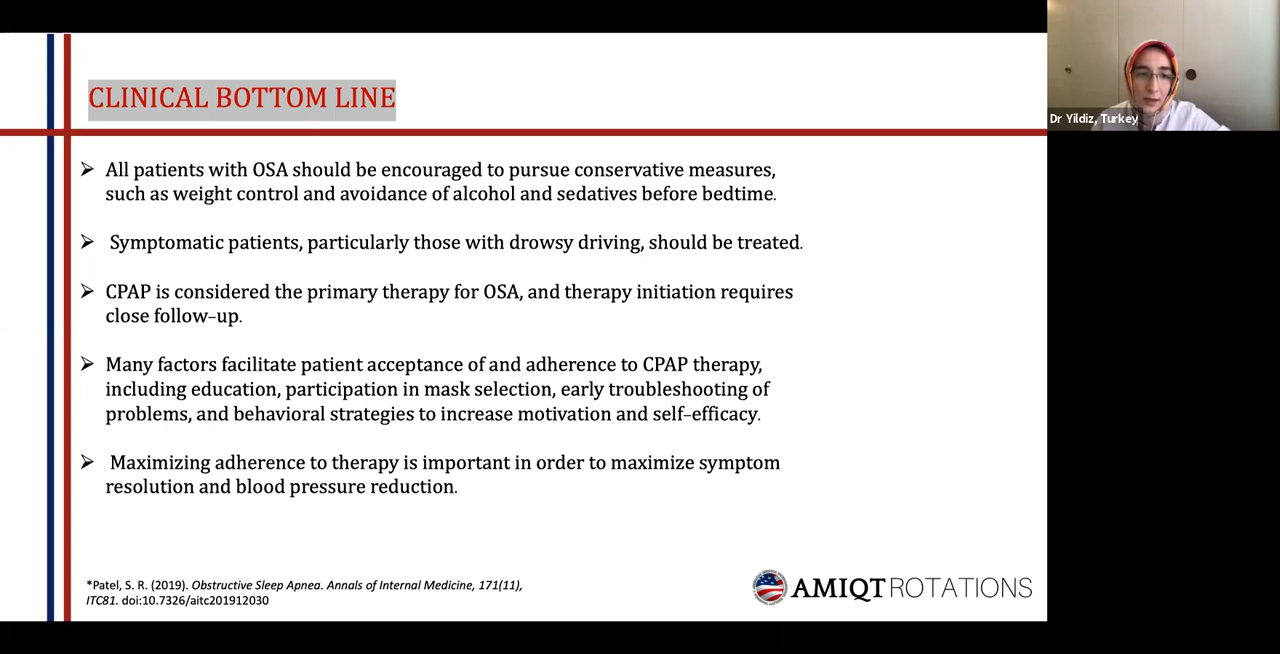 CLINICAL BOTTOM LINE
Dr Yildiz, Turkey
➢ All patients with OSA should be encouraged to pursue conservative measures,
such as weight control and avoidance of alcohol and sedatives before bedtime.
➢ Symptomatic patients, particularly those with drowsy driving, should be treated.
➢ CPAP is considered the primary therapy for OSA, and therapy initiation requires
close follow-up.
➢ Many factors facilitate patient acceptance of and adherence to CPAP therapy,
including education, participation in mask selection, early troubleshooting of
problems, and behavioral strategies to increase motivation and self-efficacy.
➢ Maximizing adherence to therapy is important in order to maximize symptom
resolution and blood pressure reduction.
*Patel, S. R. (2019). Obstructive Sleep Apnea. Annals of Internal Medicine, 171(11),
ITC81. doi:10.7326/aitc201912030
AMIQT ROTATIONS